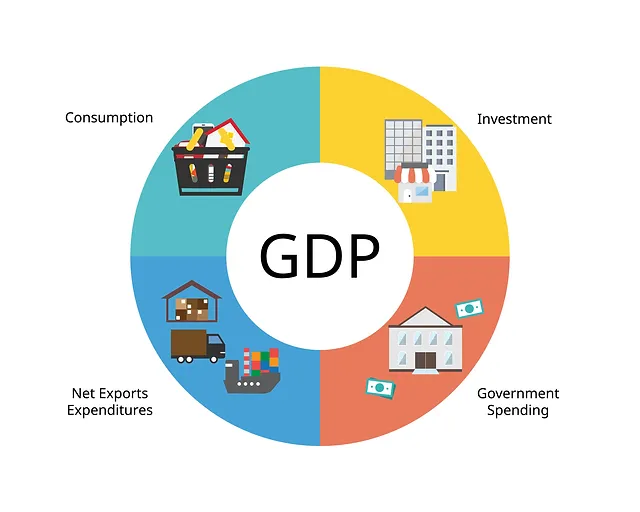 Consumption
Investment
GDP
Net Exports
Expenditures
Government
Spending